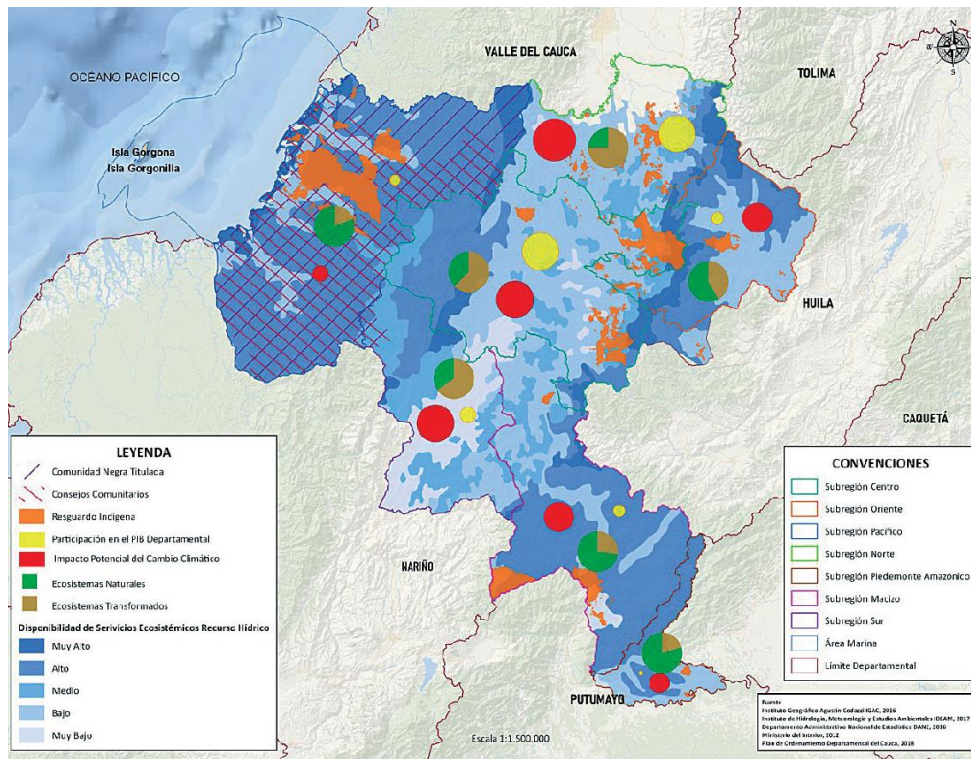 VALLE DEL CAUCA
TOLIMA
N
W
E
S
OCÉANO PACÍFICO
Isla Gorgona
Isla Gorgonilla
HUILA
CAQUETÁ
NARIÑO
PUTUMAYO
LEYENDA
Comunidad Negra Titulada
Consejos Comunitarios
Resguardo Indígena
Participación en el PIB Departamental
Impacto Potencial del Cambio Climático
Ecosistemas Naturales
Ecosistemas Transformados
Disponibilidad de Servicios Ecosistémicos Recurso Hídrico
Muy Alto
Alto
Medio
Bajo
Muy Bajo
CONVENCIONES
Subregión Centro
Subregión Oriente
Subregión Pacífico
Subregión Norte
Subregión Piedemonte Amazónico
Subregión Macizo
Subregión Sur
Área Marina
Límite Departamental
Escala 1:1.500.000
Fuente
Instituto Geográfico Agustín Codazzi IGAC, 2016
Instituto de Hidrología, Meteorología y Estudios Ambientales IDEAM, 2017
Departamento Administrativo Nacional de Estadística DANE, 2016
Ministerio del Interior, 2012
Plan de Ordenamiento Departamental del Cauca, 2018